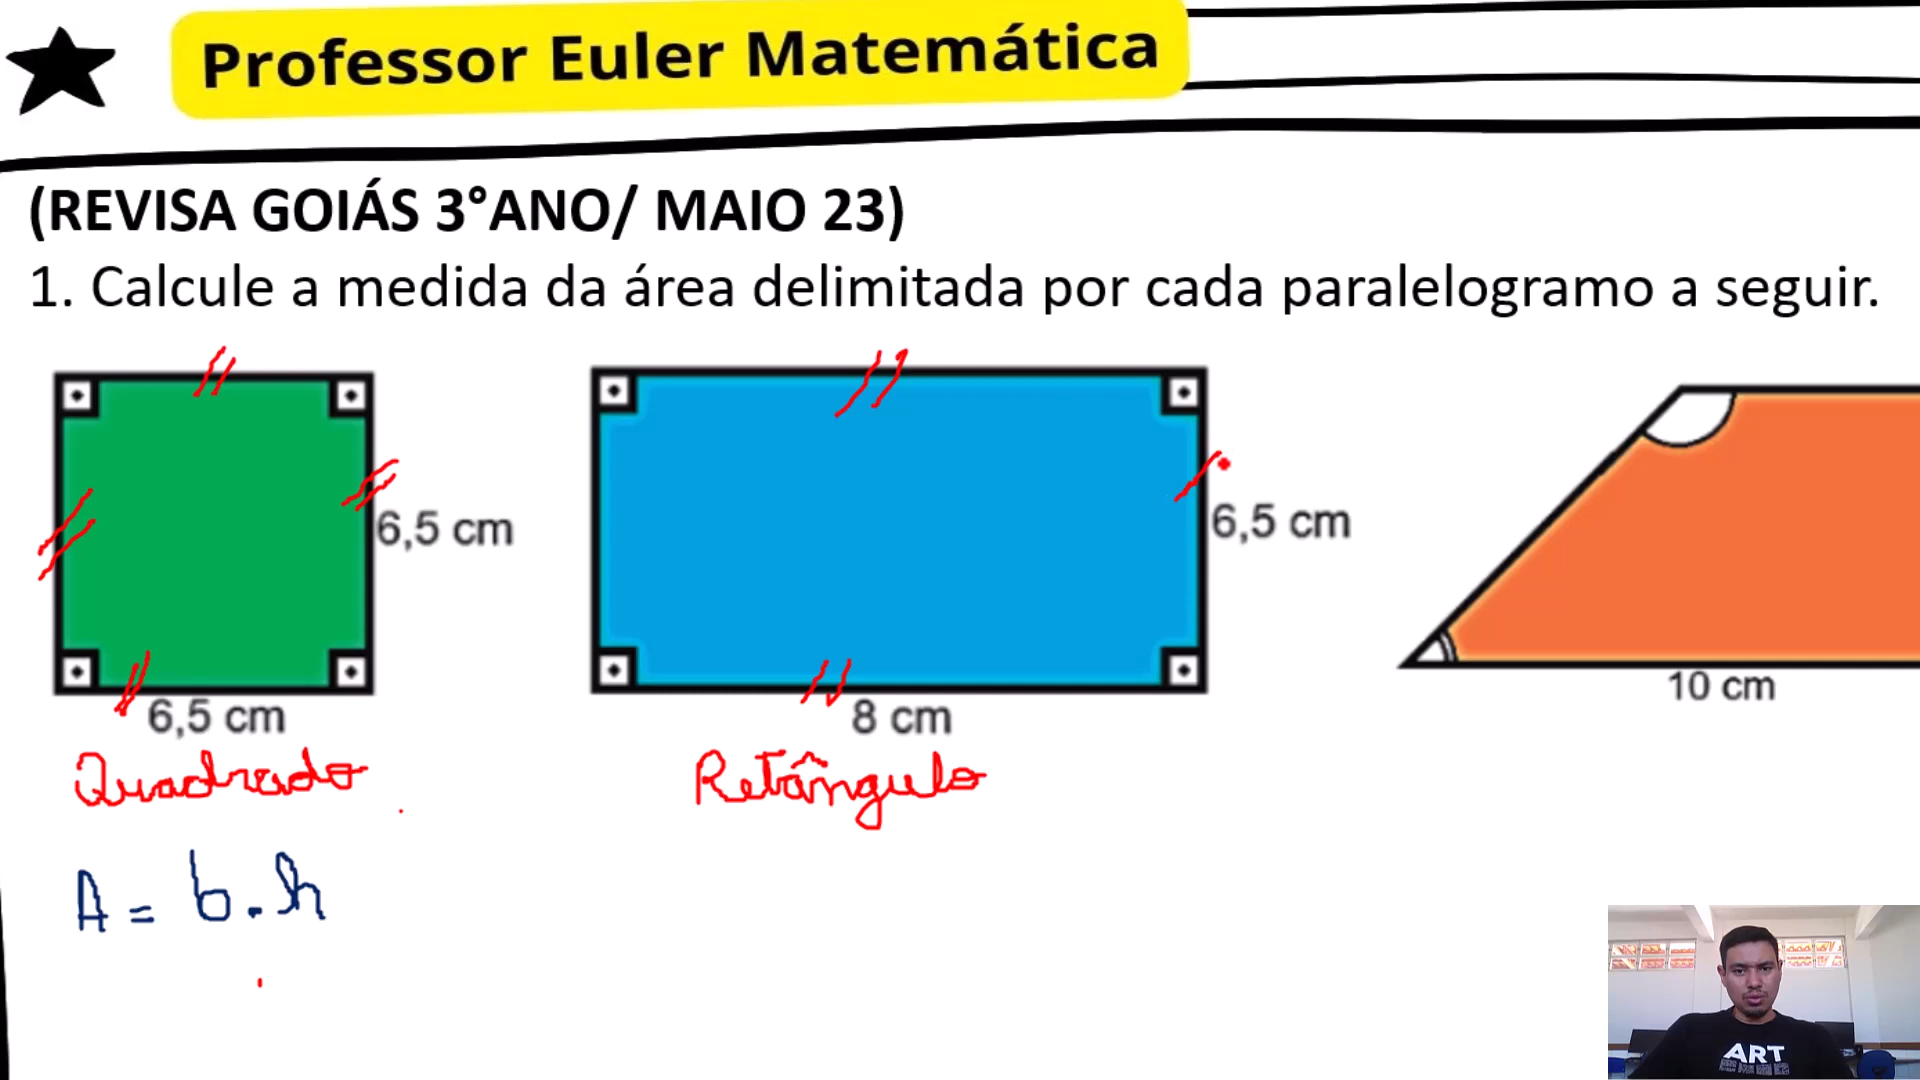 Professor Euler Matemática
(REVISA GOIÁS 3°ANO/ MAIO 23)
1. Calcule a medida da área delimitada por cada paralelogramo a seguir.
6,5 cm
6,5 cm
6,5 cm
8 cm
10 cm
Quadrado
Retângulo
A = b.h
ART